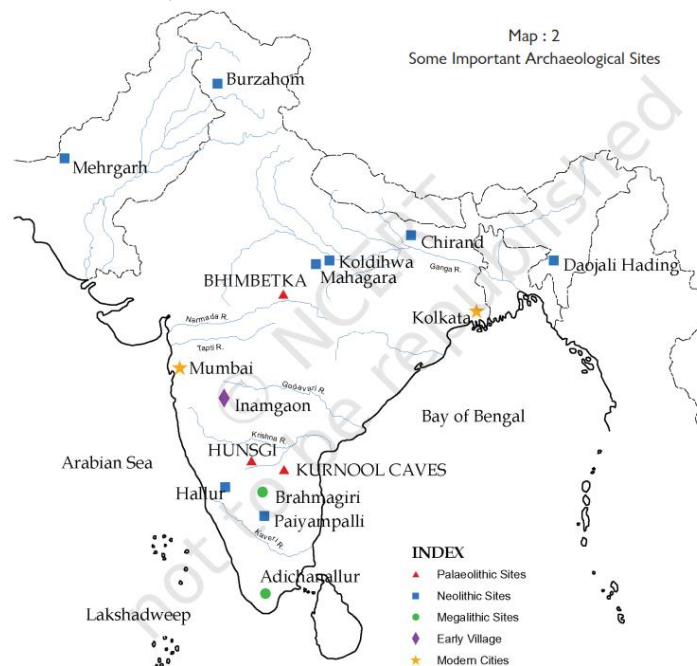 Map : 2
Some Important Archaeological Sites
Burzahom
Mehrgarh
Chirand
Koldihwa
Mahagara
Ganga R.
Daojali Hading
BHIMBETKA
Narmada R.
Kolkata
Tapti R.
Mumbai
Godavari R.
Inamgaon
Bay of Bengal
Krishna R.
HUNSGI
Arabian Sea
KURNOOL CAVES
Hallur
Brahmagiri
Paiyampalli
Kaveri R.
Adichanallur
Lakshadweep
INDEX
Palaeolithic Sites
Neolithic Sites
Megalithic Sites
Early Village
Modern Cities
© NCERT
not to be republished